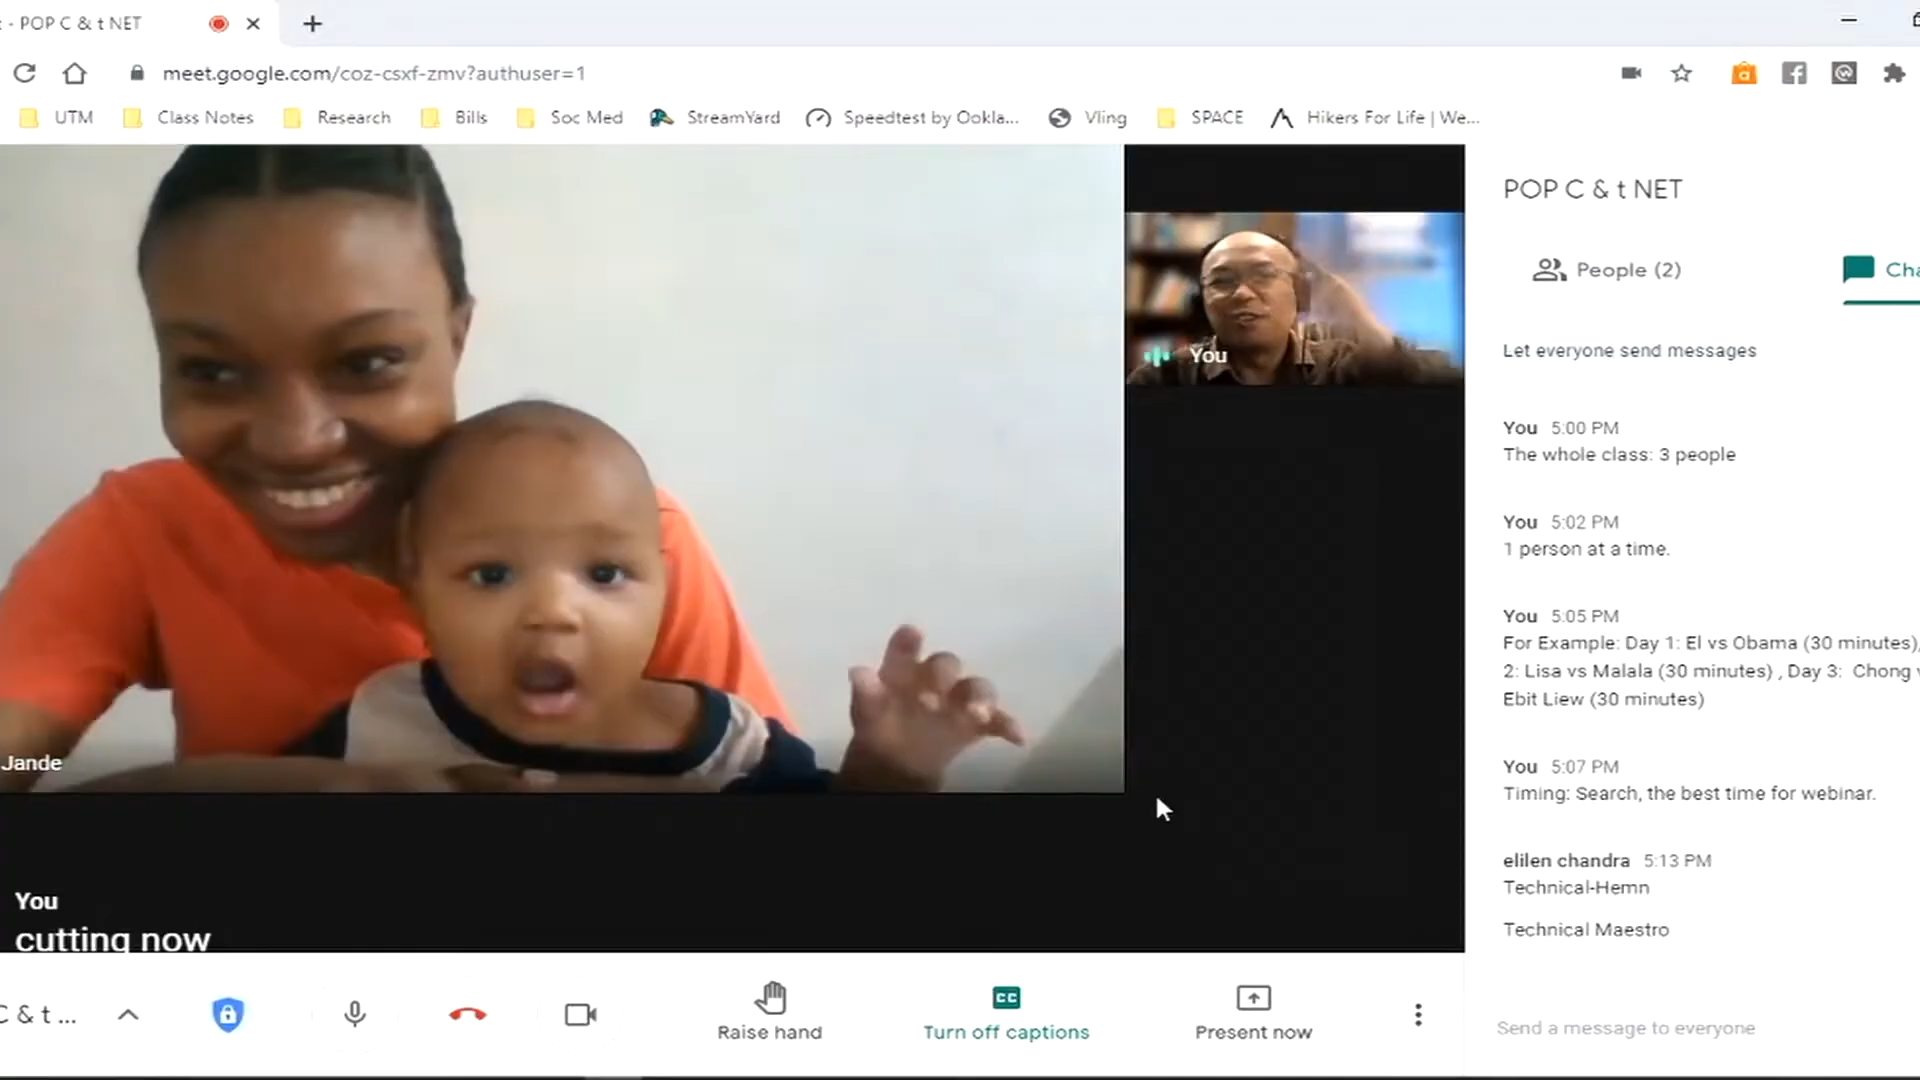 - POP C & t NET
meet.google.com/coz-csxf-zmv?authuser=1
UTM Class Notes Research Bills Soc Med StreamYard Speedtest by Ookla... Vling SPACE Hikers For Life | We...
POP C & t NET
People (2) Cha
Let everyone send messages
You 5:00 PM
The whole class: 3 people
You 5:02 PM
1 person at a time.
You 5:05 PM
For Example: Day 1: El vs Obama (30 minutes),
2: Lisa vs Malala (30 minutes) , Day 3: Chong v
Ebit Liew (30 minutes)
You 5:07 PM
Timing: Search, the best time for webinar.
elilen chandra 5:13 PM
Technical-Hemn
Technical Maestro
Send a message to everyone
You
Jande
You
cutting now
C & t ...
Raise hand
CC
Turn off captions
Present now